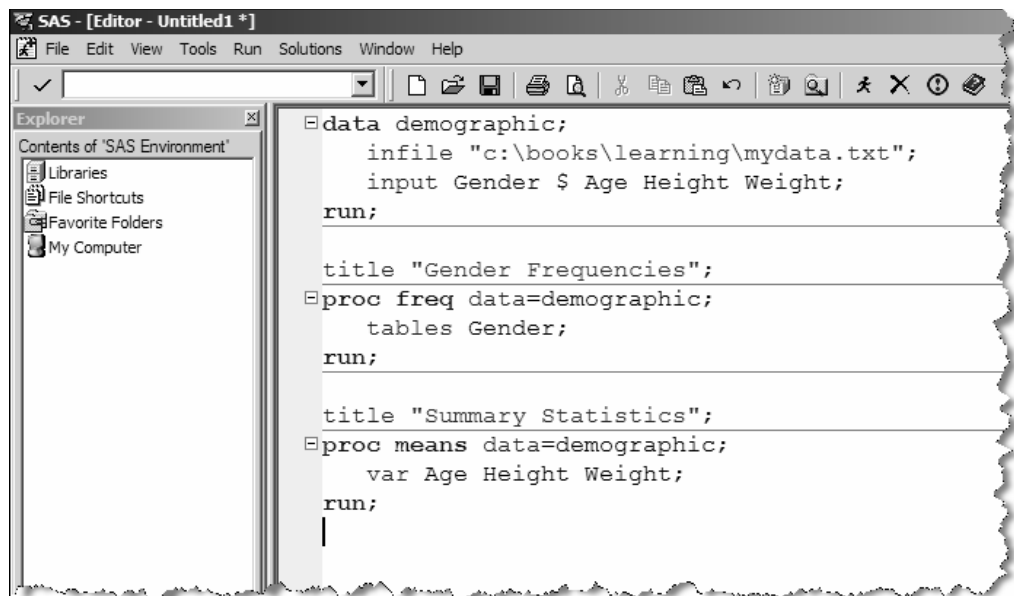 SAS - [Editor - Untitled1 *]
File Edit View Tools Run Solutions Window Help
Explorer
Contents of 'SAS Environment'
Libraries
File Shortcuts
Favorite Folders
My Computer
data demographic;
infile "c:\books\learning\mydata.txt";
input Gender $ Age Height Weight;
run;
title "Gender Frequencies";
proc freq data=demographic;
tables Gender;
run;
title "Summary Statistics";
proc means data=demographic;
var Age Height Weight;
run;